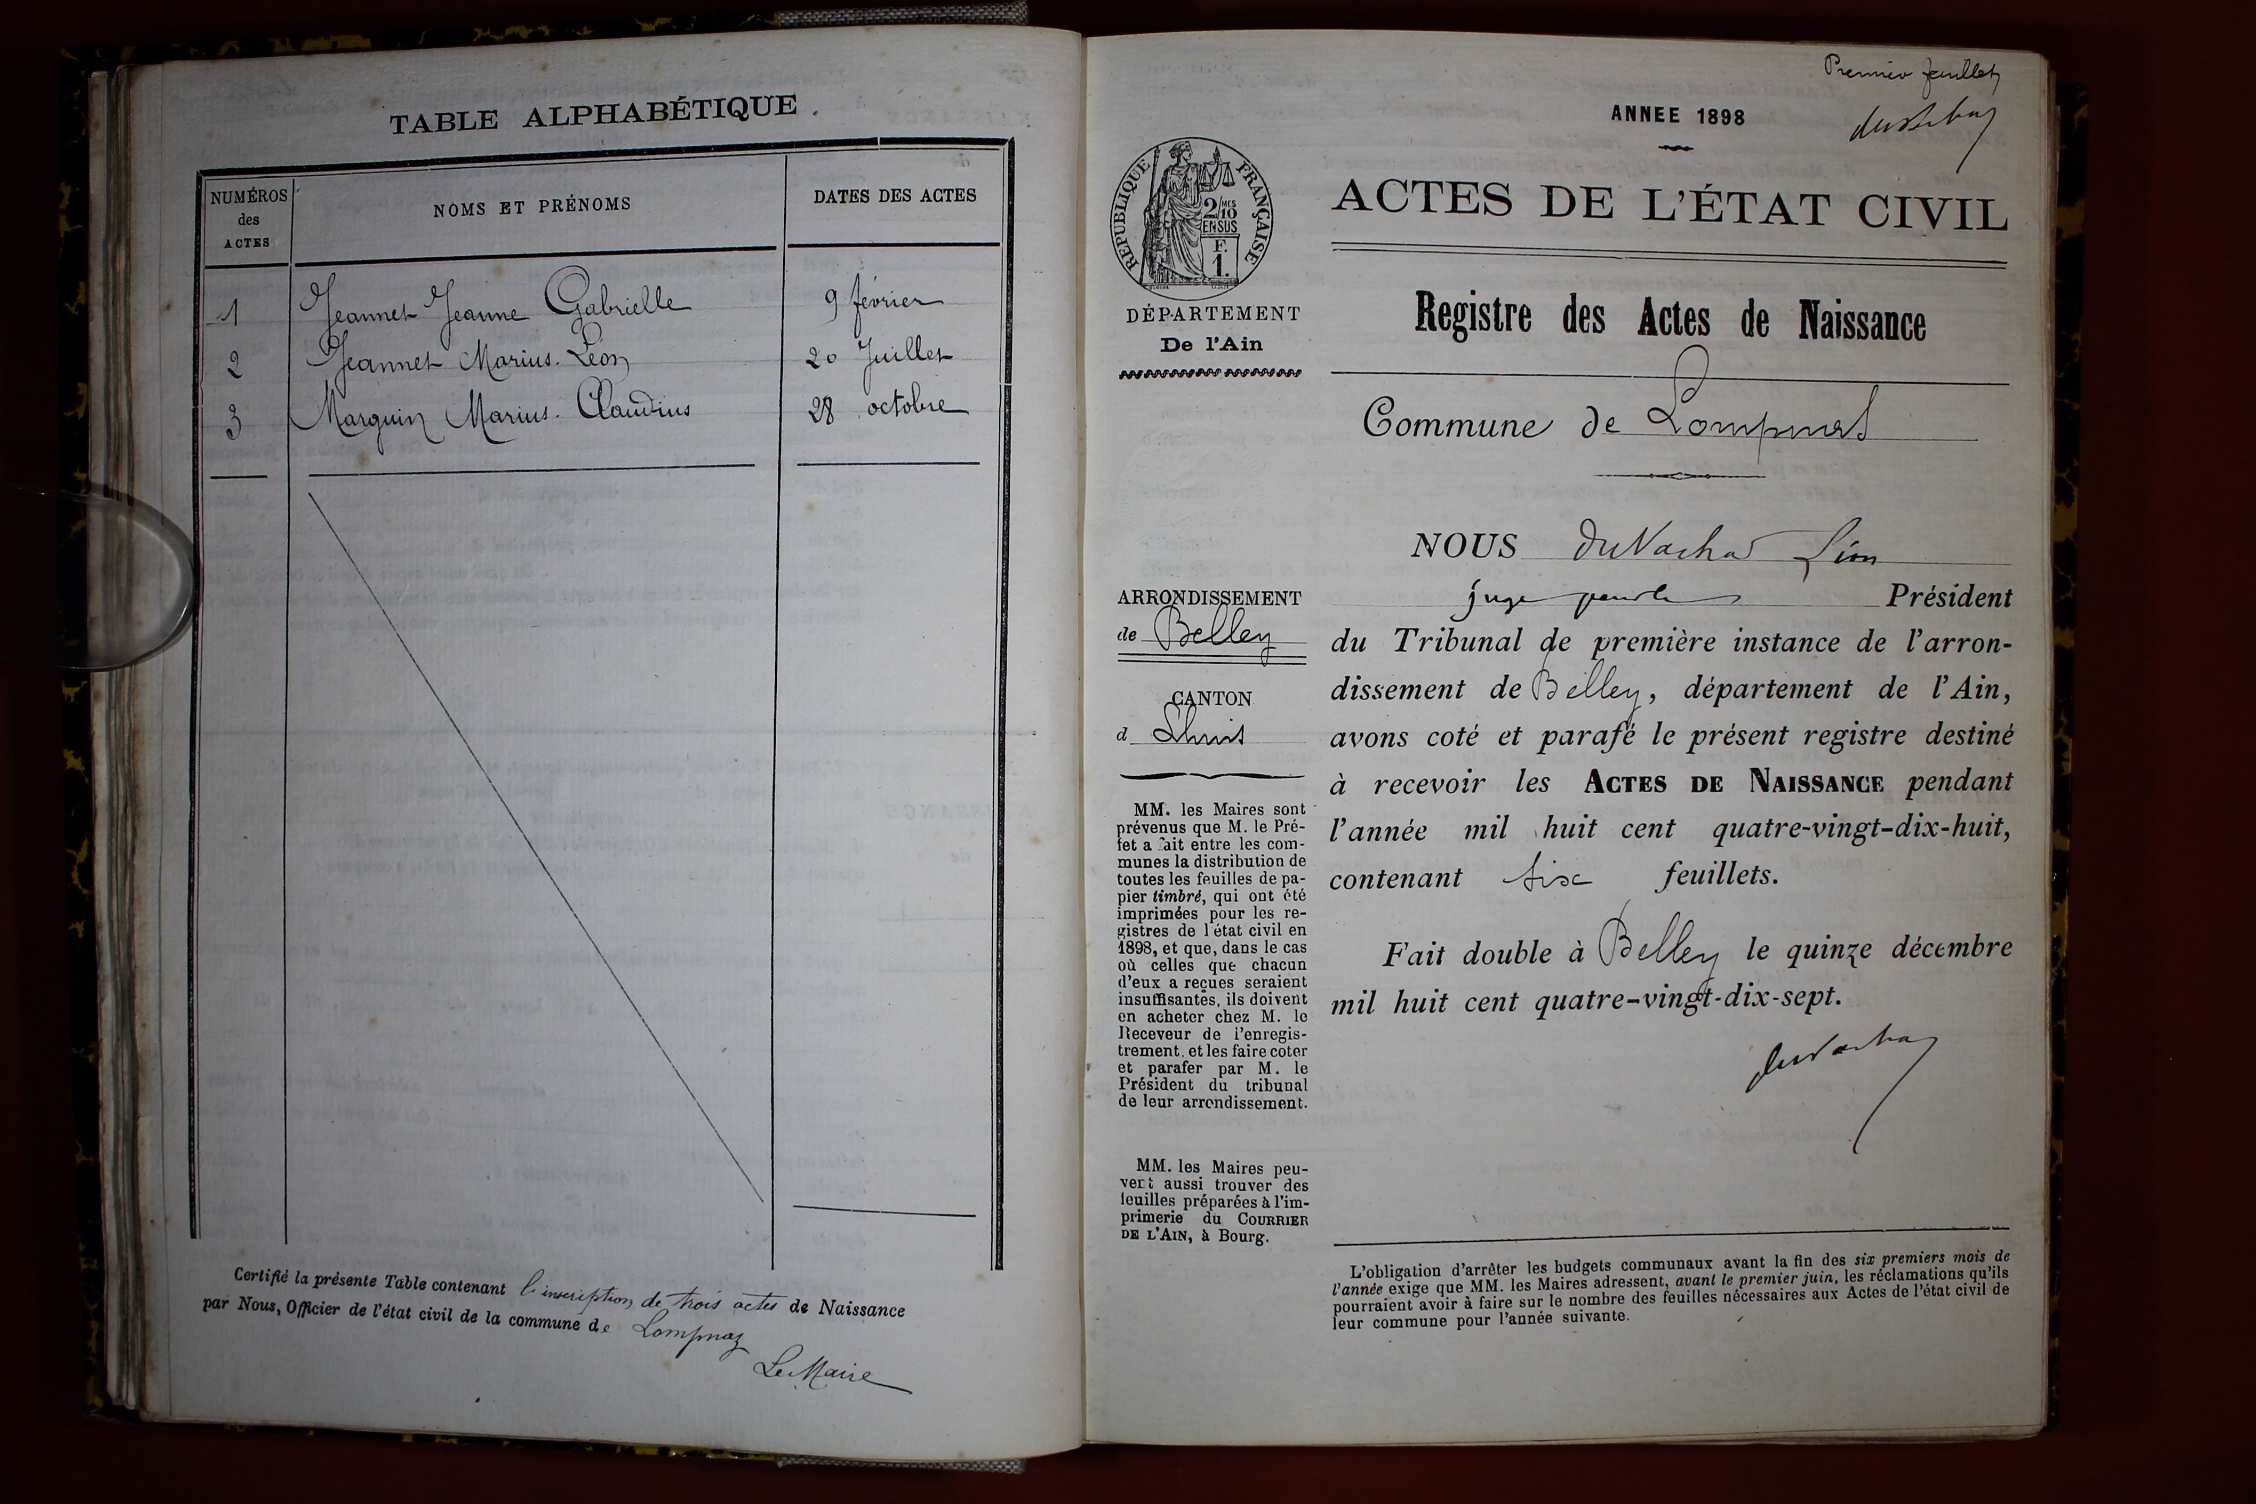 TABLE ALPHABÉTIQUE.
NUMÉROS des ACTES
NOMS ET PRÉNOMS
DATES DES ACTES
1 Jeannet Jeanne Gabrielle 9 février
2 Jeannet Marius Léon 20 Juillet
3 Marguin Marius Claudius 28 octobre
Certifié la présente Table contenant l'inscription de trois actes de Naissance
par Nous, Officier de l'état civil de la commune de Lompnaz
Le Maire
Premier feuillet
ANNEE 1898
RÉPUBLIQUE FRANÇAISE
2/10 MES
EN SUS
F.
1.
DÉPARTEMENT
De l'Ain
ACTES DE L'ÉTAT CIVIL
Registre des Actes de Naissance
Commune de
ARRONDISSEMENT
de Belley
CANTON
d Lhuis
MM. les Maires sont
prévenus que M. le Pré-
fet a fait entre les com-
munes la distribution de
toutes les feuilles de pa-
pier timbré, qui ont été
imprimées pour les re-
gistres de l'état civil en
1898, et que, dans le cas
où celles que chacun
d'eux a reçues seraient
insuffisantes, ils doivent
en acheter chez M. le
Receveur de l'enregis-
trement, et les faire coter
et parafer par M. le
Président du tribunal
de leur arrondissement.
MM. les Maires peu-
vent aussi trouver des
feuilles préparées à l'im-
primerie du COURRIER
DE L'AIN, à Bourg.
NOUS
juge pour le Président
du Tribunal de première instance de l'arron-
dissement de Belley, département de l'Ain,
avons coté et parafé le présent registre destiné
à recevoir les ACTES DE NAISSANCE pendant
l'année mil huit cent quatre-vingt-dix-huit,
contenant six feuillets.
Fait double à Belley le quinze décembre
mil huit cent quatre-vingt-dix-sept.
L'obligation d'arrêter les budgets communaux avant la fin des six premiers mois de
l'année exige que MM. les Maires adressent, avant le premier juin, les réclamations qu'ils
pourraient avoir à faire sur le nombre des feuilles nécessaires aux Actes de l'état civil de
leur commune pour l'année suivante.